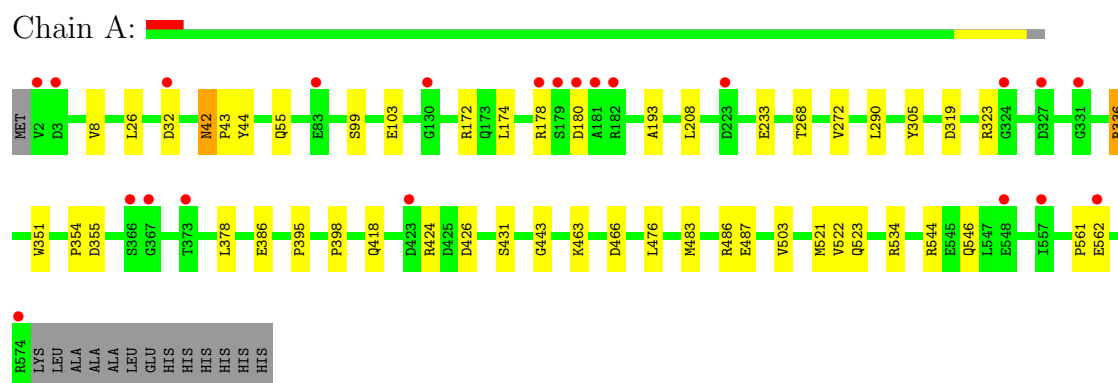 Chain A:
MET V2 D3 V8 L26 D32 N42 P43 Y44 Q55 E83 S99 E103 G130 R172 Q173 L174 R178 S179 D180 A181 R182 A193 L208 D223 E233 T268 V272 L290 Y305 D319 R323 G324 D327 G331
W351 P354 D355 S366 G367 T373 L378 E386 P395 P398 Q418 D423 R424 D425 D426 S431 G443 K463 D466 L476 M483 R486 E487 V503 M521 V522 Q523 R534 R544 E545 Q546 L547 E548 I557 P561 E562
R574 LYS LEU ALA ALA ALA LEU GLU HIS HIS HIS HIS HIS HIS